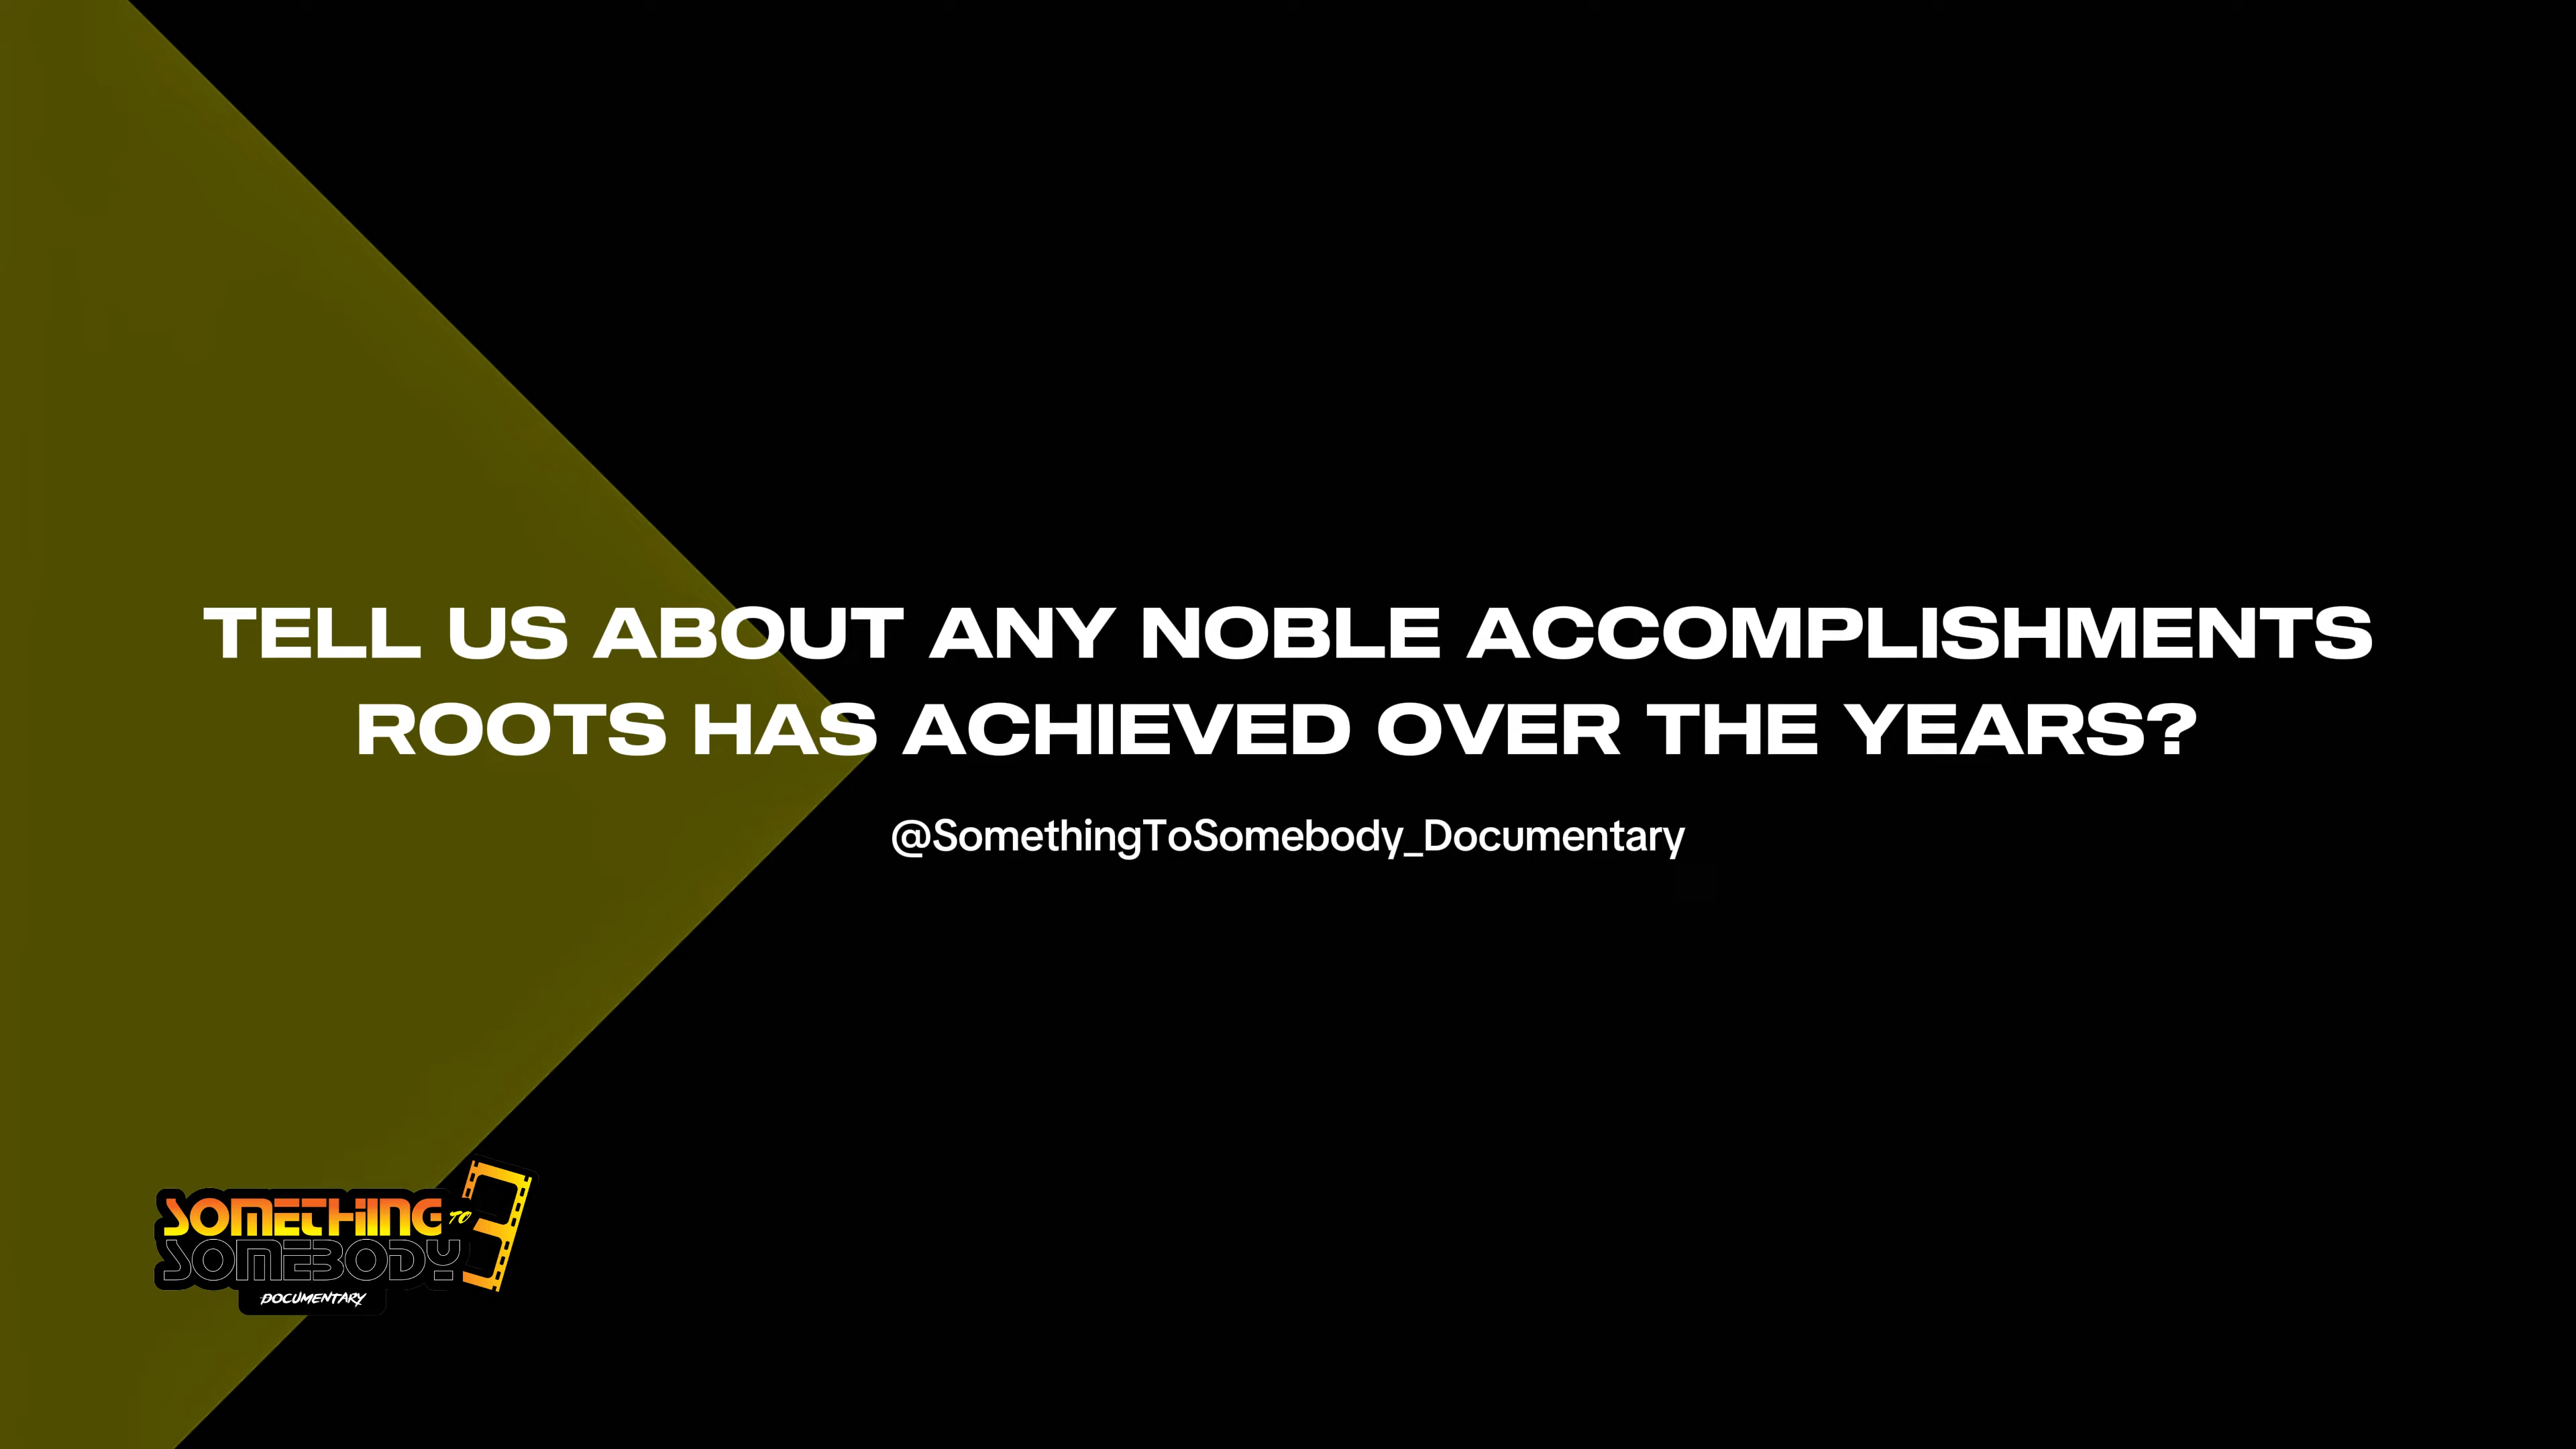 TELL US ABOUT ANY NOBLE ACCOMPLISHMENTS
ROOTS HAS ACHIEVED OVER THE YEARS?
@SomethingToSomebody_Documentary
SOMETHING TO
SOMEBODY
DOCUMENTARY